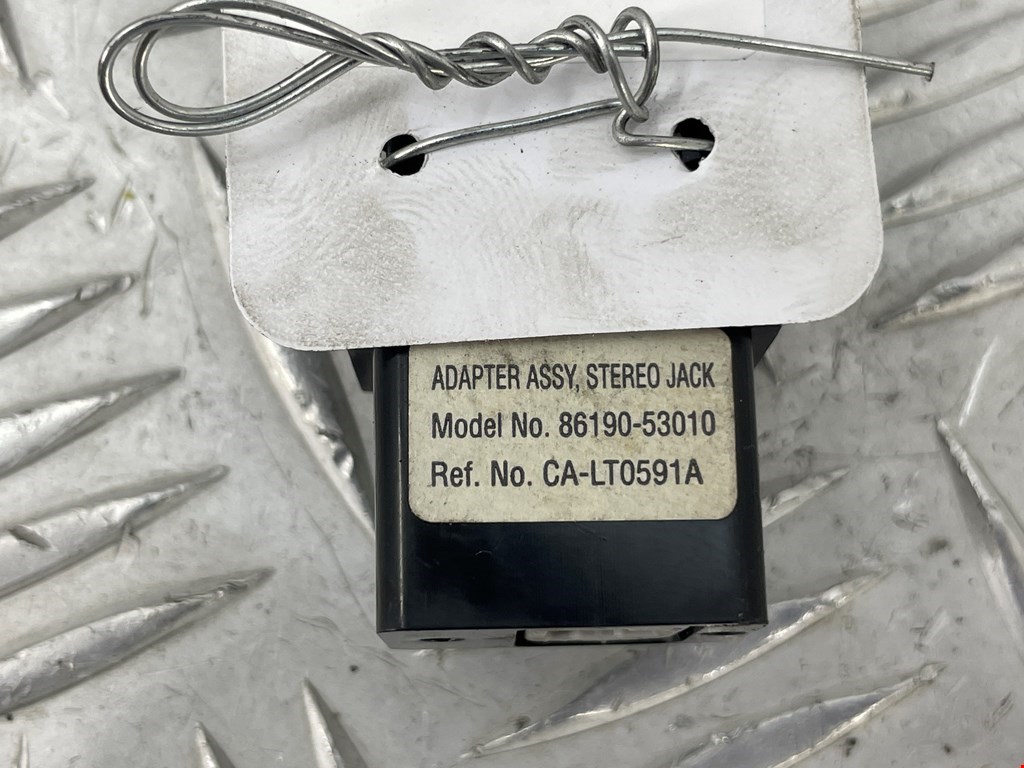 ADAPTER ASSY, STEREO JACK
Model No. 86190-53010
Ref. No. CA-LT0591A